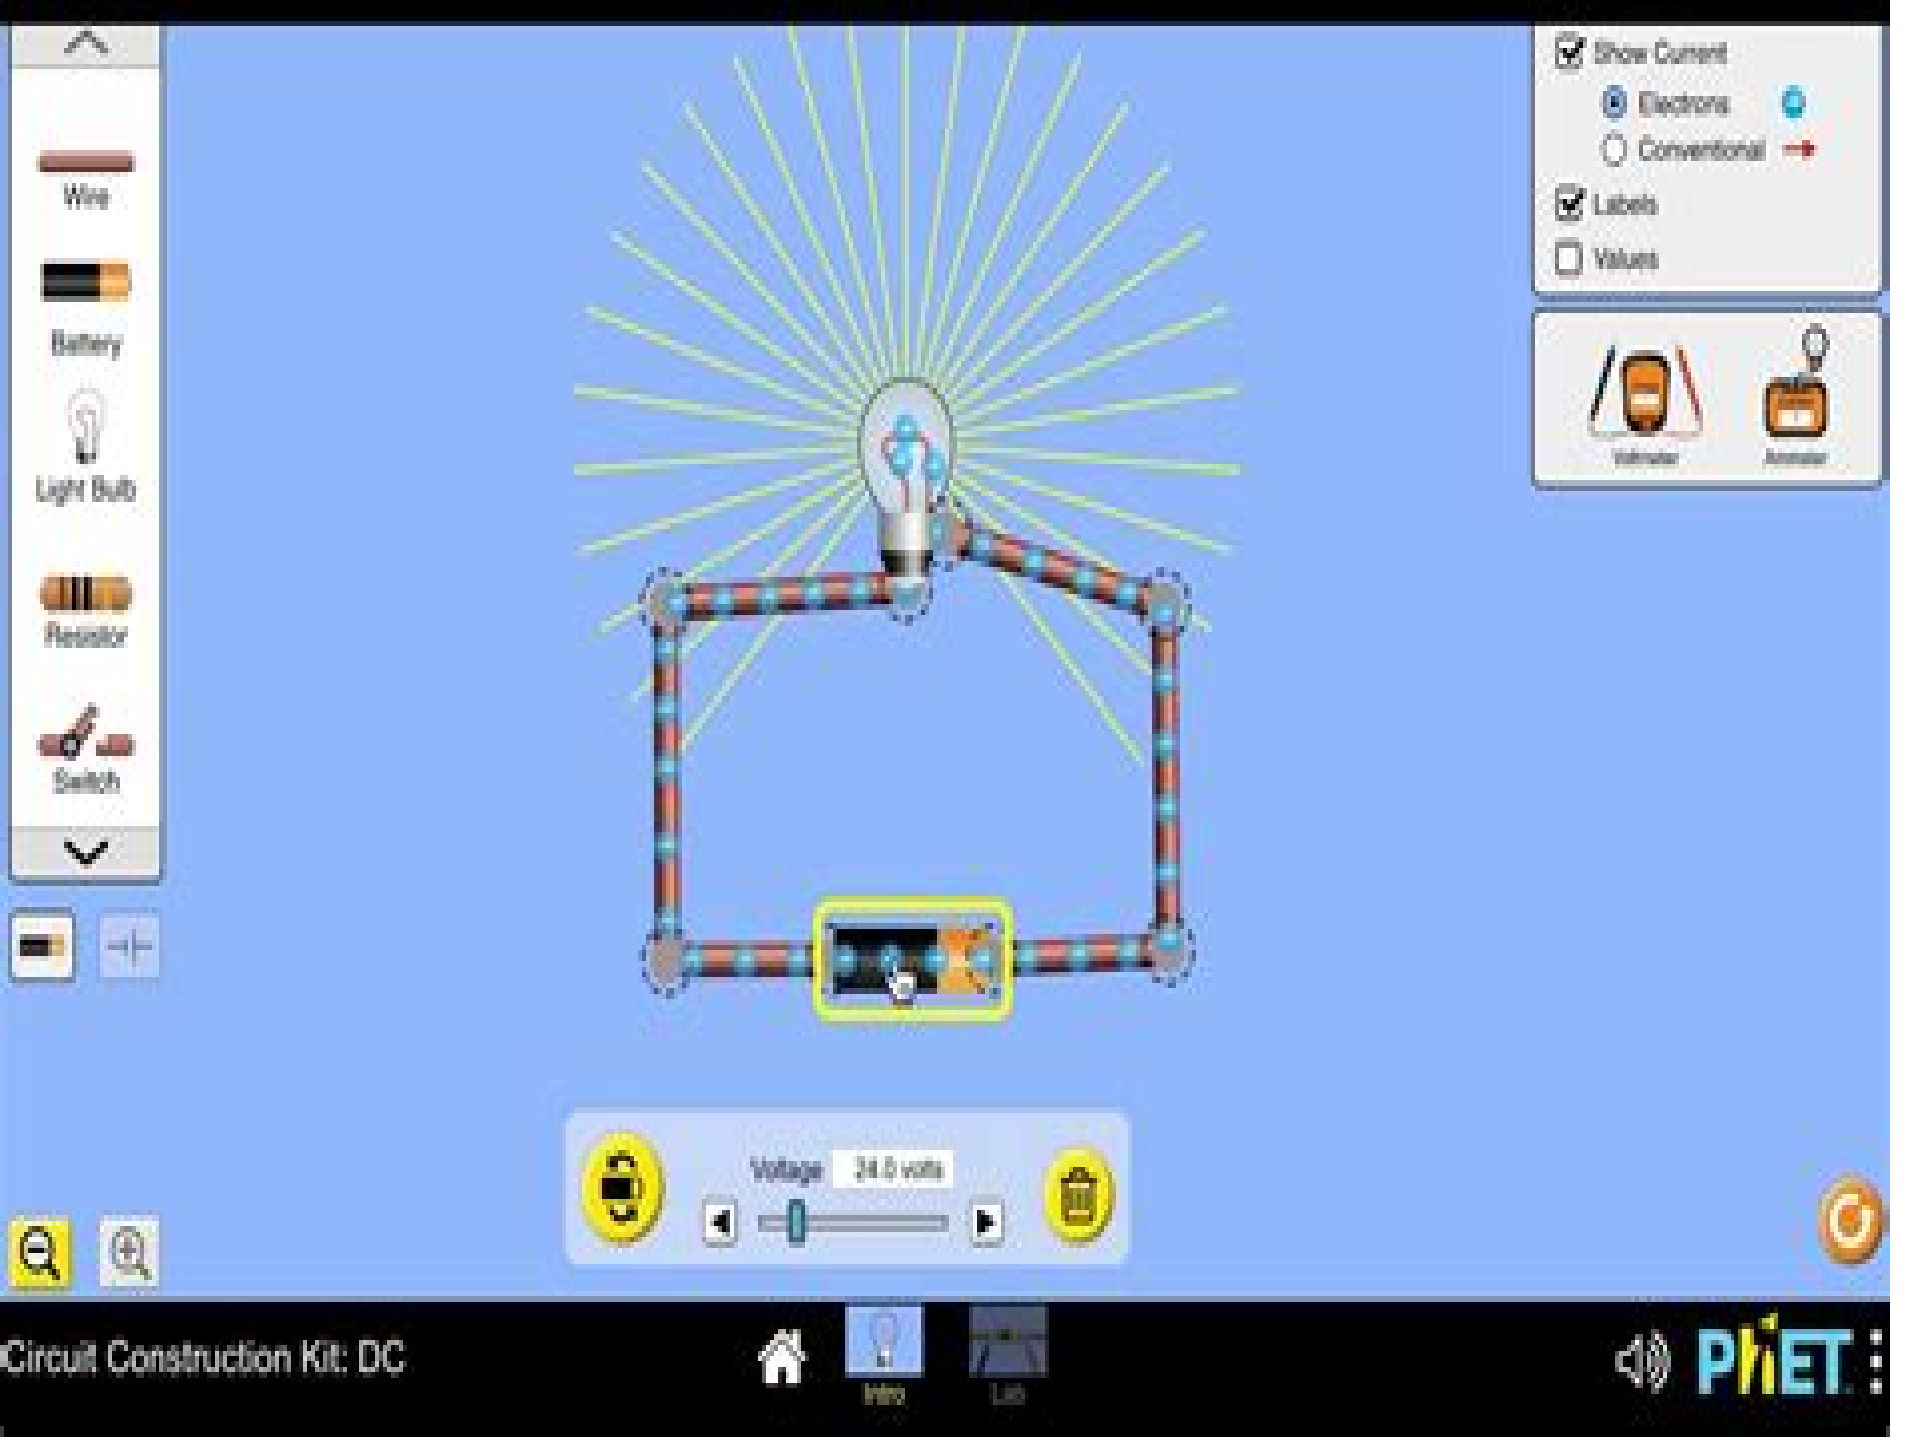 Show Current
Electrons
Conventional
Labels
Values
Wire
Battery
Light Bulb
Resistor
Switch
Voltmeter
Ammeter
Voltage 24.0 volts
Circuit Construction Kit: DC
Intro
Lab
PhET